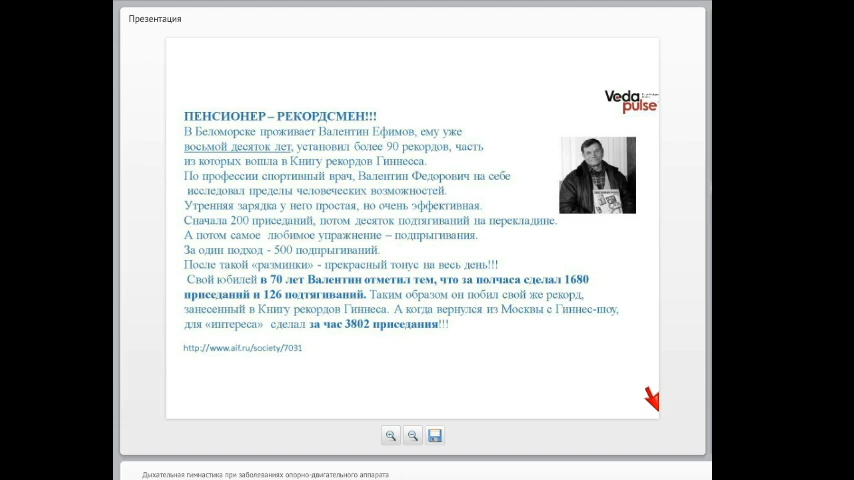 Презентация
Veda
pulse
ПЕНСИОНЕР – РЕКОРДСМЕН!!!
В Беломорске проживает Валентин Ефимов, ему уже
восьмой десяток лет, установил более 90 рекордов, часть
из которых вошла в Книгу рекордов Гиннесса.
По профессии спортивный врач, Валентин Федорович на себе
исследовал пределы человеческих возможностей.
Утренняя зарядка у него простая, но очень эффективная.
Сначала 200 приседаний, потом десяток подтягиваний на перекладине.
А потом самое любимое упражнение – подпрыгивания.
За один подход - 500 подпрыгиваний.
После такой «разминки» - прекрасный тонус на весь день!!!
Свой юбилей в 70 лет Валентин отметил тем, что за полчаса сделал 1680
приседаний и 126 подтягиваний. Таким образом он побил свой же рекорд,
занесенный в Книгу рекордов Гиннеса. А когда вернулся из Москвы с Гиннес-шоу,
для «интереса» сделал за час 3802 приседания!!!
http://www.aif.ru/society/7031
Дыхательная гимнастика при заболеваниях опорно-двигательного аппарата